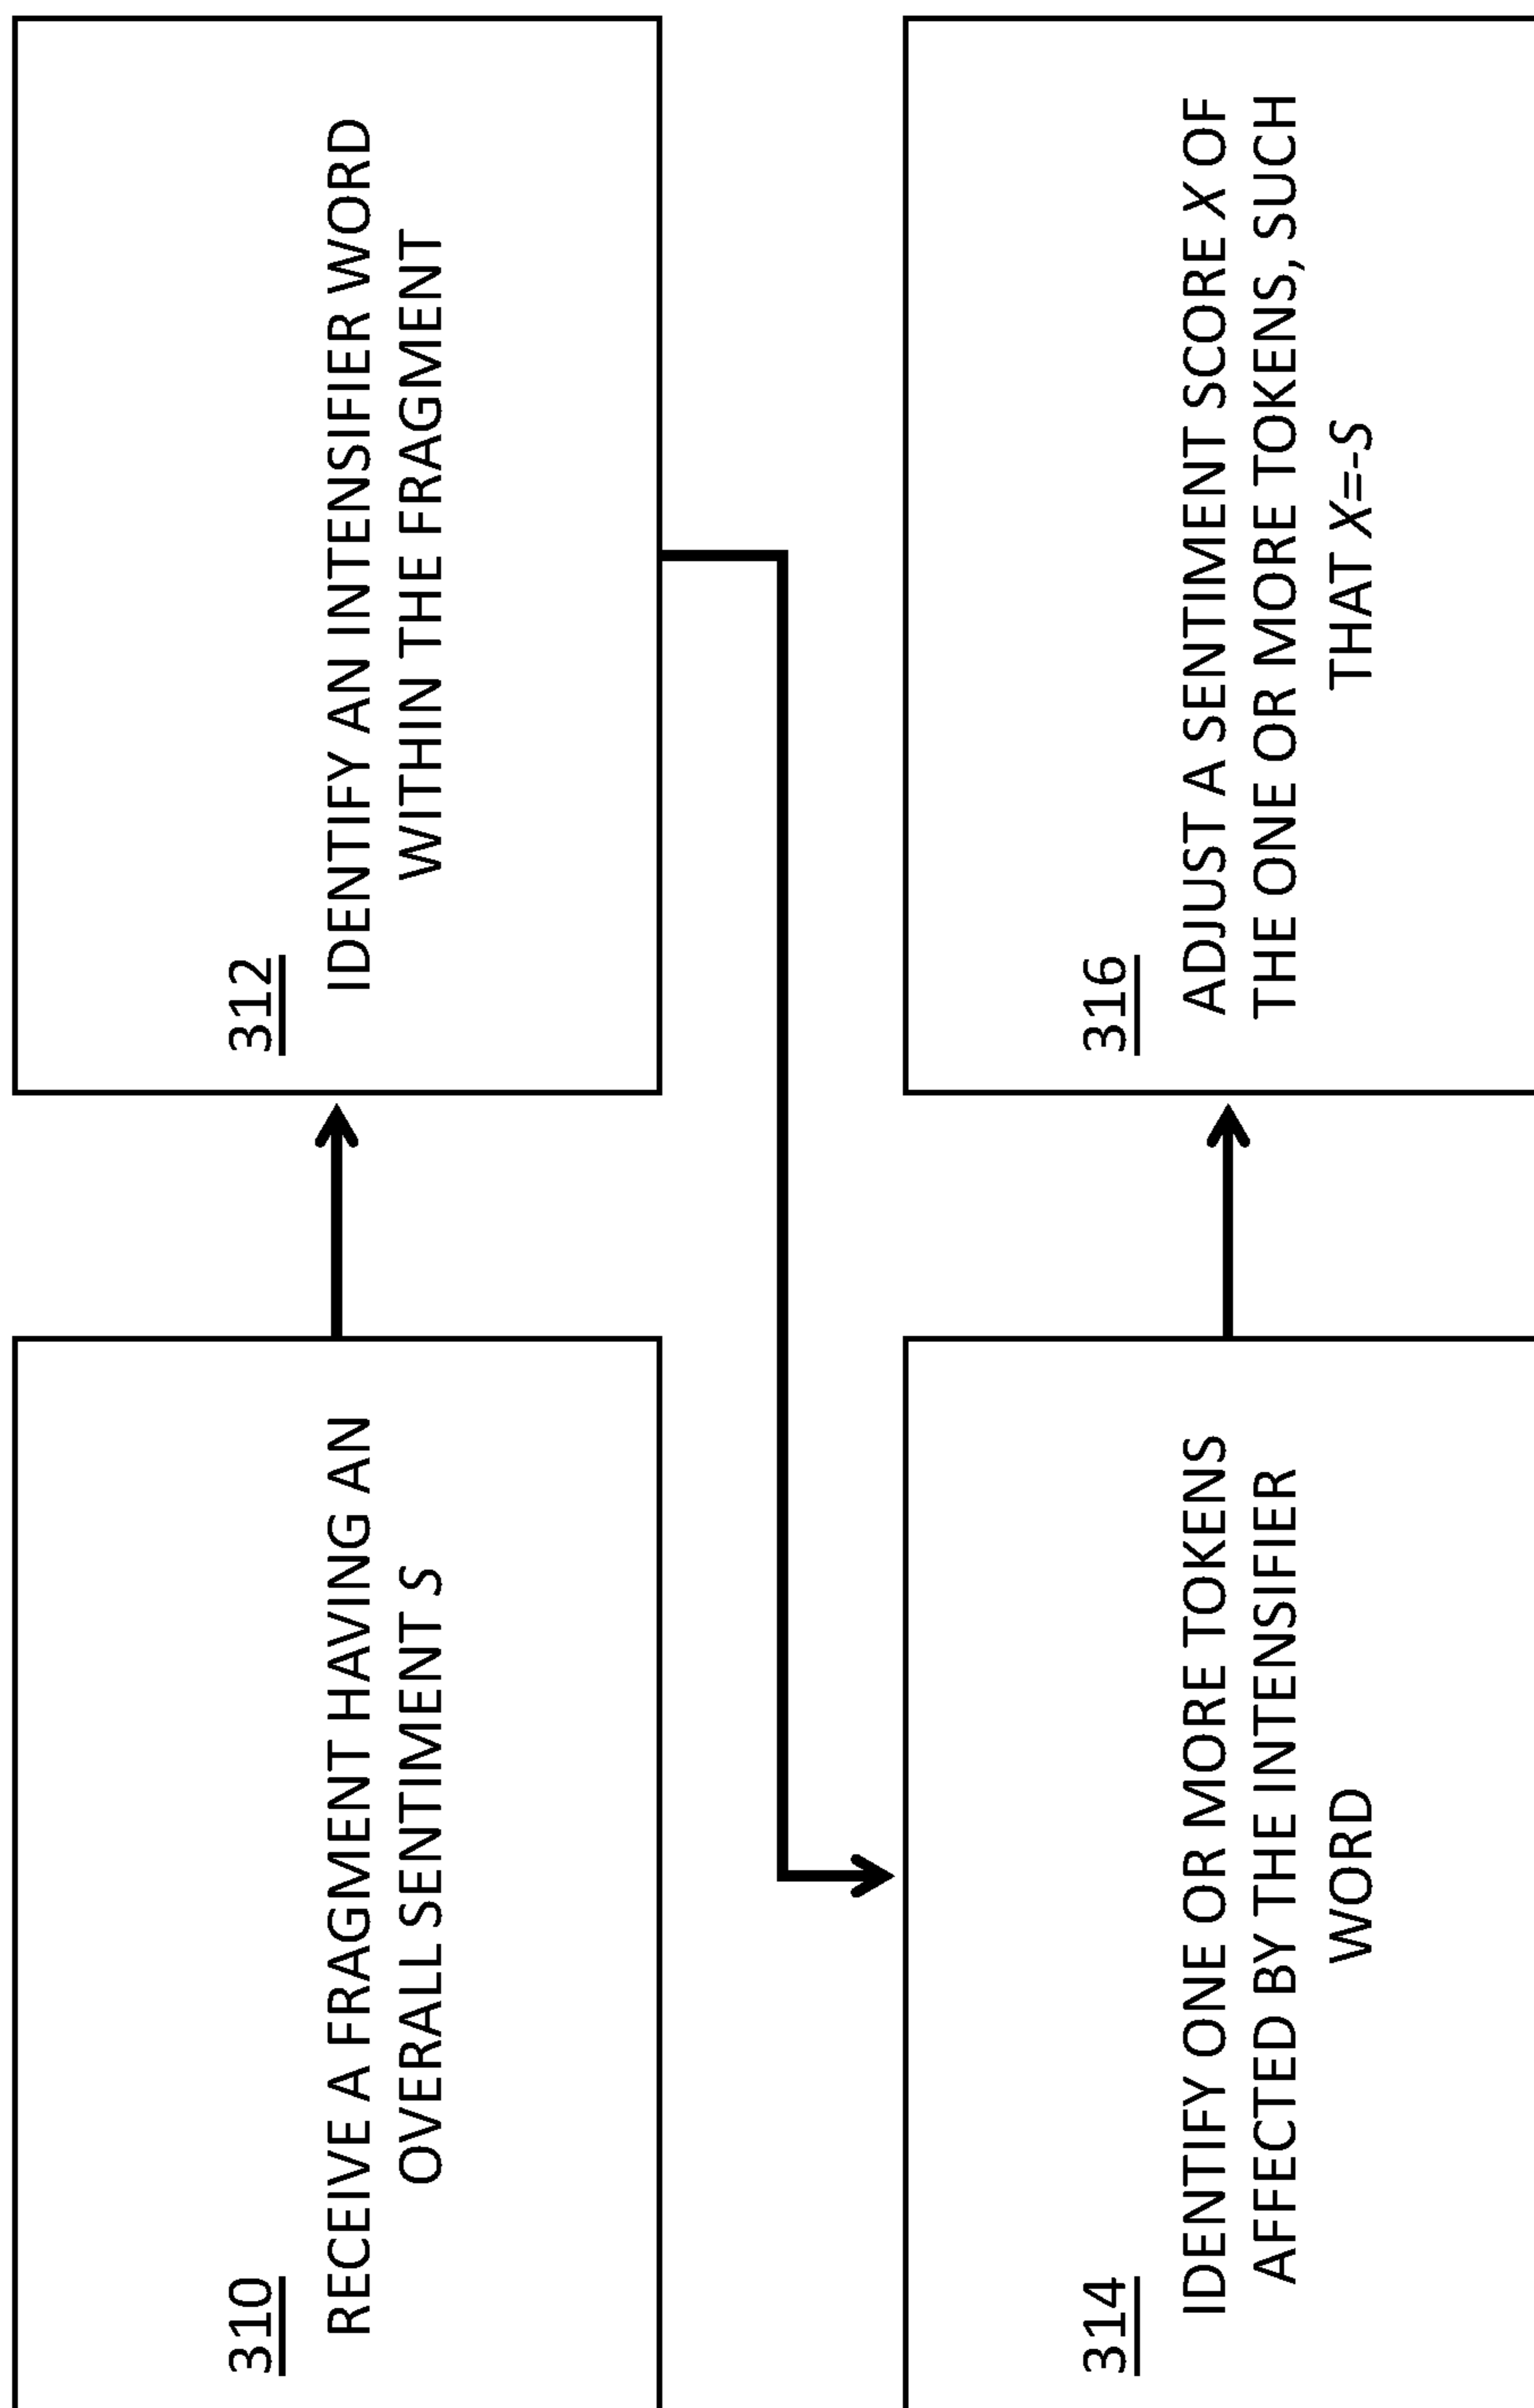 310
RECEIVE A FRAGMENT HAVING AN
OVERALL SENTIMENT S
312
IDENTIFY AN INTENSIFIER WORD
WITHIN THE FRAGMENT
314
IDENTIFY ONE OR MORE TOKENS
AFFECTED BY THE INTENSIFIER
WORD
316
ADJUST A SENTIMENT SCORE X OF
THE ONE OR MORE TOKENS, SUCH
THAT X=-S